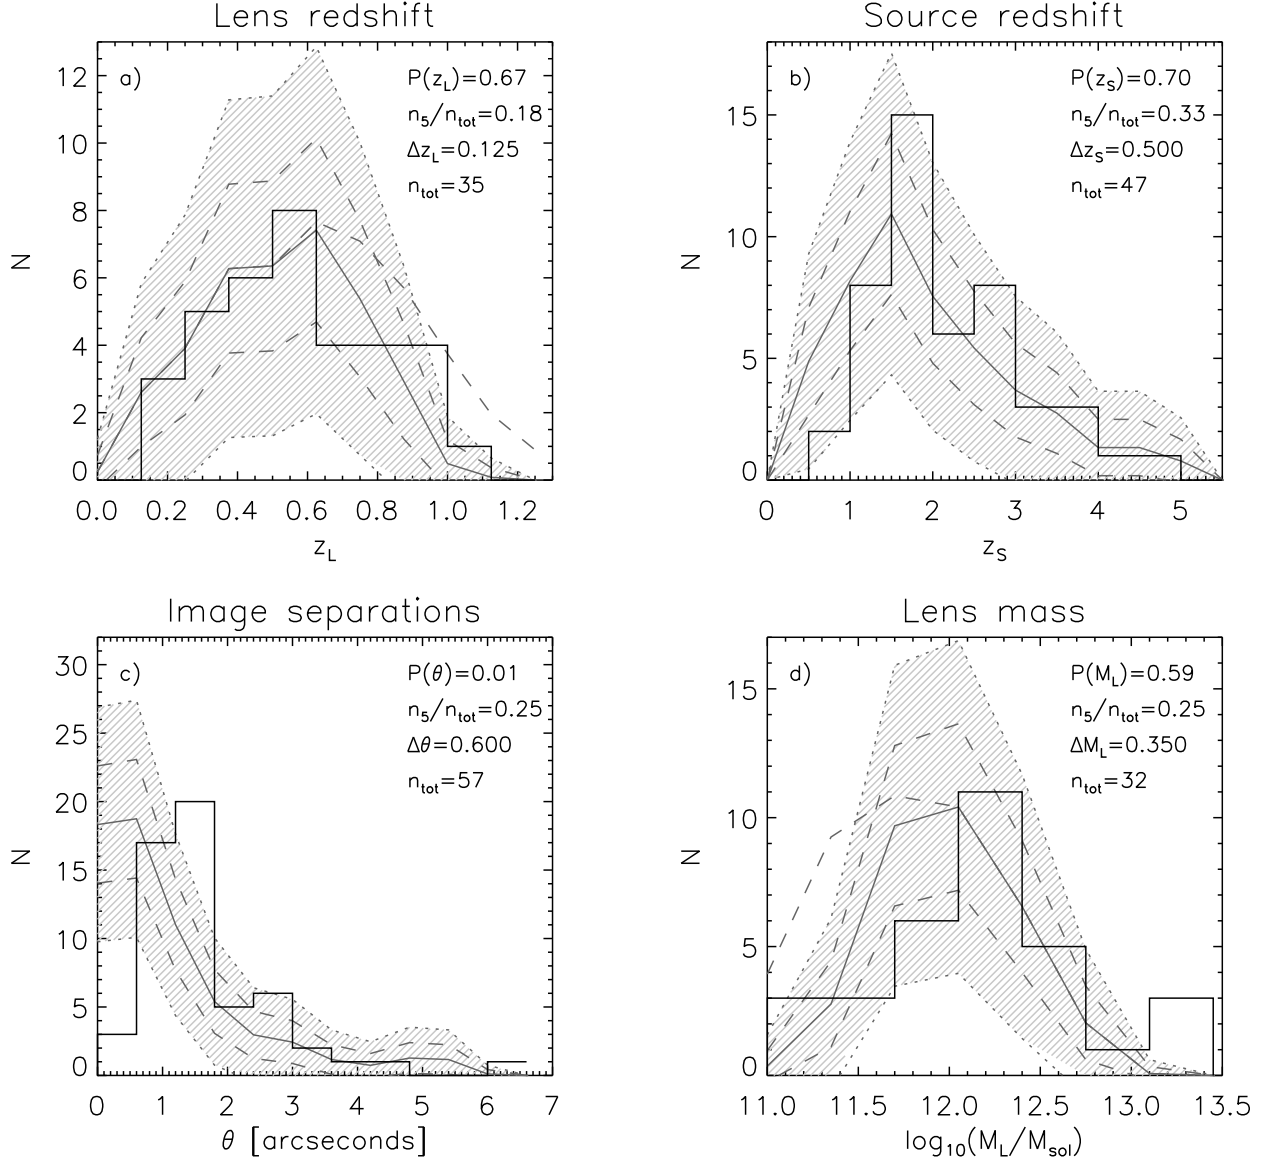 Lens redshift
a)
P(z_L)=0.67
n_5/n_tot=0.18
Δz_L=0.125
n_tot=35
N
12
10
8
6
4
2
0
0.0 0.2 0.4 0.6 0.8 1.0 1.2
z_L
Source redshift
b)
P(z_S)=0.70
n_5/n_tot=0.33
Δz_S=0.500
n_tot=47
N
15
10
5
0
0 1 2 3 4 5
z_S
Image separations
c)
P(θ)=0.01
n_5/n_tot=0.25
Δθ=0.600
n_tot=57
N
30
25
20
15
10
5
0
0 1 2 3 4 5 6 7
θ [arcseconds]
Lens mass
d)
P(M_L)=0.59
n_5/n_tot=0.25
ΔM_L=0.350
n_tot=32
N
15
10
5
0
11.0 11.5 12.0 12.5 13.0 13.5
log_10(M_L/M_sol)